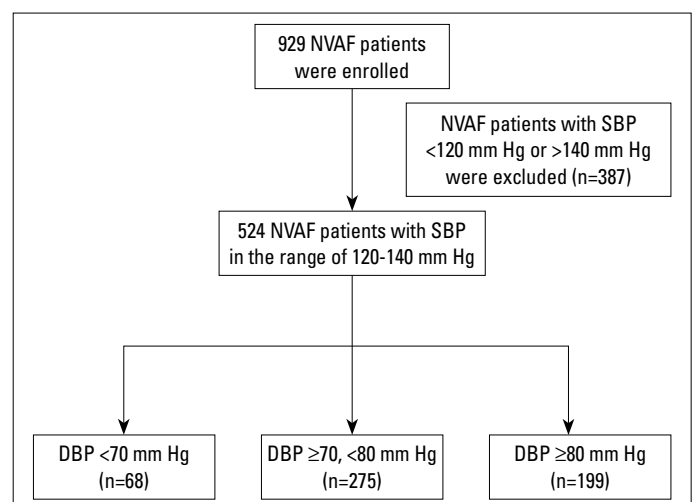 929 NVAF patients
were enrolled
NVAF patients with SBP
<120 mm Hg or >140 mm Hg
were excluded (n=387)
524 NVAF patients with SBP
in the range of 120-140 mm Hg
DBP <70 mm Hg
(n=68)
DBP ≥70, <80 mm Hg
(n=275)
DBP ≥80 mm Hg
(n=199)